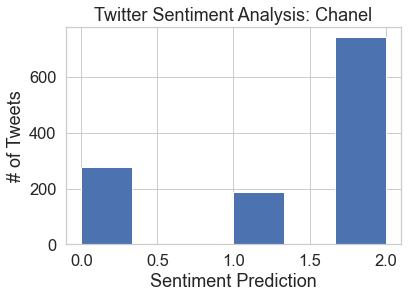 Twitter Sentiment Analysis: Chanel
# of Tweets
600
400
200
0
0.0 0.5 1.0 1.5 2.0
Sentiment Prediction